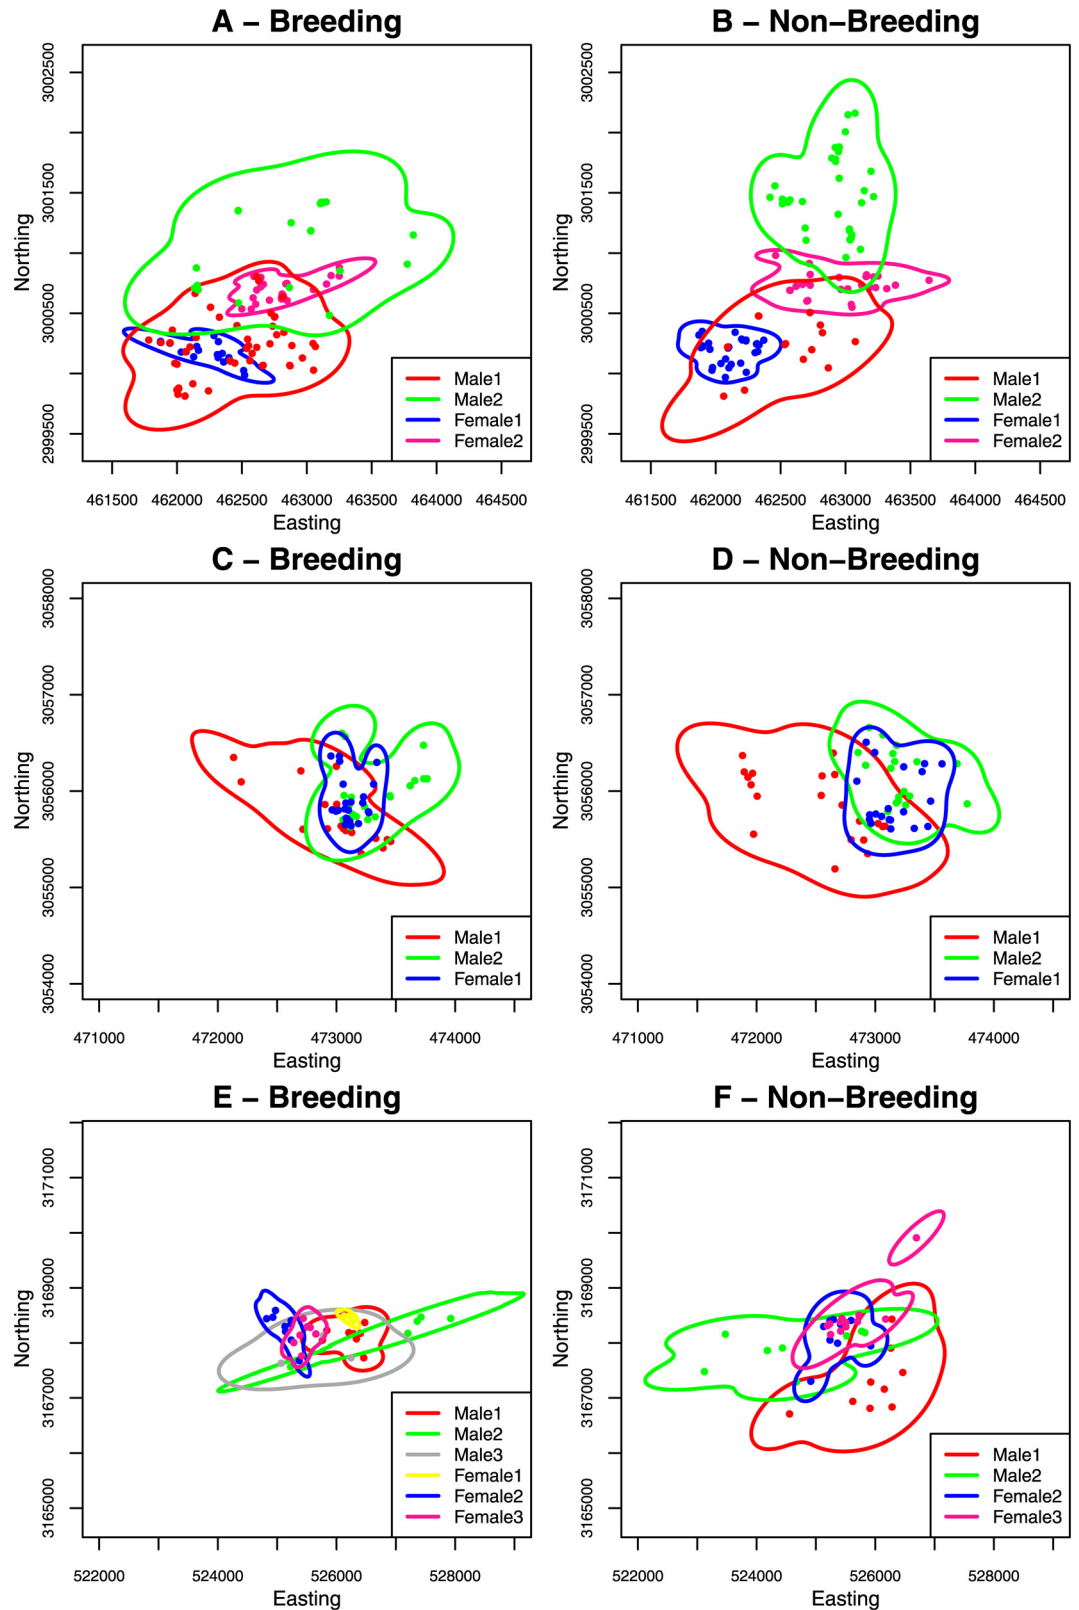 A – Breeding
B – Non–Breeding
Northing
3002500
3001500
3000500
2999500
Male1
Male2
Female1
Female2
461500 462000 462500 463000 463500 464000 464500
Easting
Northing
3002500
3001500
3000500
2999500
Male1
Male2
Female1
Female2
461500 462000 462500 463000 463500 464000 464500
Easting
C – Breeding
D – Non–Breeding
Northing
3058000
3057000
3056000
3055000
3054000
Male1
Male2
Female1
471000 472000 473000 474000
Easting
Northing
3058000
3057000
3056000
3055000
3054000
Male1
Male2
Female1
471000 472000 473000 474000
Easting
E – Breeding
F – Non–Breeding
Northing
3171000
3169000
3167000
3165000
Male1
Male2
Male3
Female1
Female2
Female3
522000 524000 526000 528000
Easting
Northing
3171000
3169000
3167000
3165000
Male1
Male2
Female2
Female3
522000 524000 526000 528000
Easting